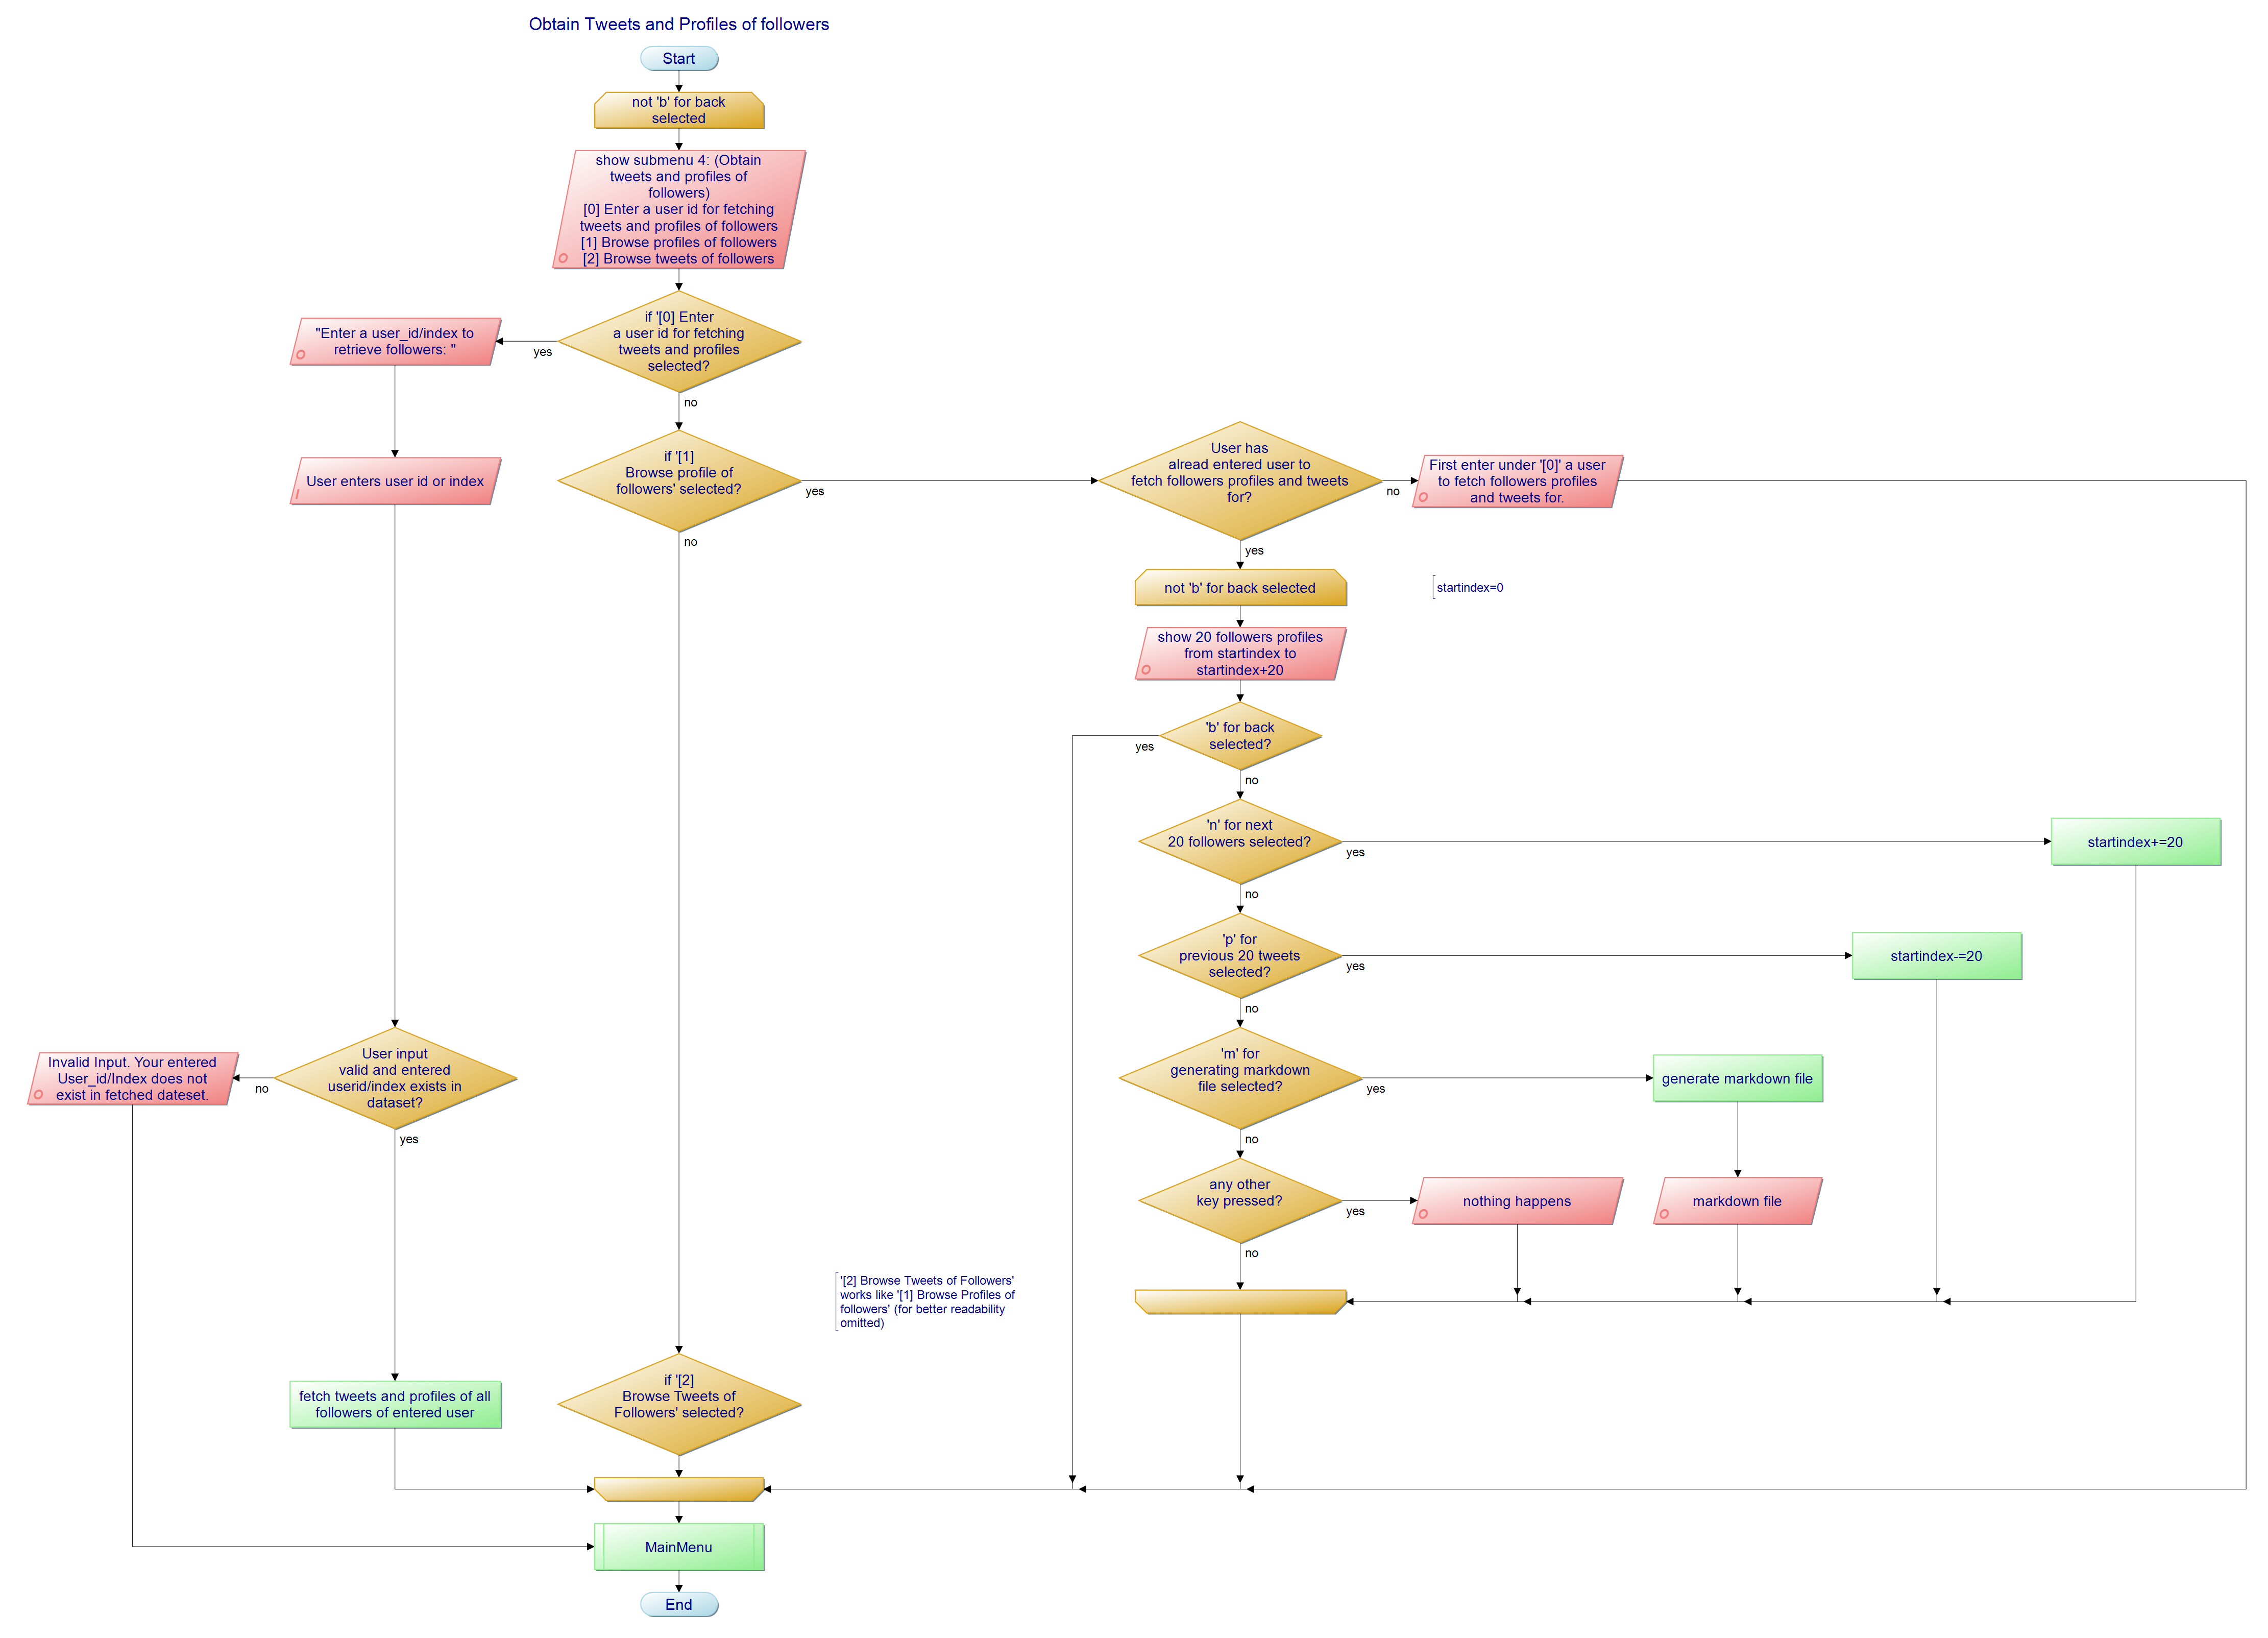 Obtain Tweets and Profiles of followers
Start
not 'b' for back
selected
show submenu 4: (Obtain
tweets and profiles of
followers)
[0] Enter a user id for fetching
tweets and profiles of followers
[1] Browse profiles of followers
[2] Browse tweets of followers
O
if '[0] Enter
a user id for fetching
tweets and profiles
selected?
yes
no
"Enter a user_id/index to
retrieve followers: "
O
User enters user id or index
I
if '[1]
Browse profile of
followers' selected?
yes
no
User has
alread entered user to
fetch followers profiles and tweets
for?
no
yes
First enter under '[0]' a user
to fetch followers profiles
and tweets for.
O
not 'b' for back selected
startindex=0
show 20 followers profiles
from startindex to
startindex+20
O
'b' for back
selected?
yes
no
'n' for next
20 followers selected?
yes
no
startindex+=20
'p' for
previous 20 tweets
selected?
yes
no
startindex-=20
User input
valid and entered
userid/index exists in
dataset?
no
yes
Invalid Input. Your entered
User_id/Index does not
exist in fetched dateset.
O
'm' for
generating markdown
file selected?
yes
no
generate markdown file
any other
key pressed?
yes
no
nothing happens
O
markdown file
O
'[2] Browse Tweets of Followers'
works like '[1] Browse Profiles of
followers' (for better readability
omitted)
fetch tweets and profiles of all
followers of entered user
if '[2]
Browse Tweets of
Followers' selected?
MainMenu
End